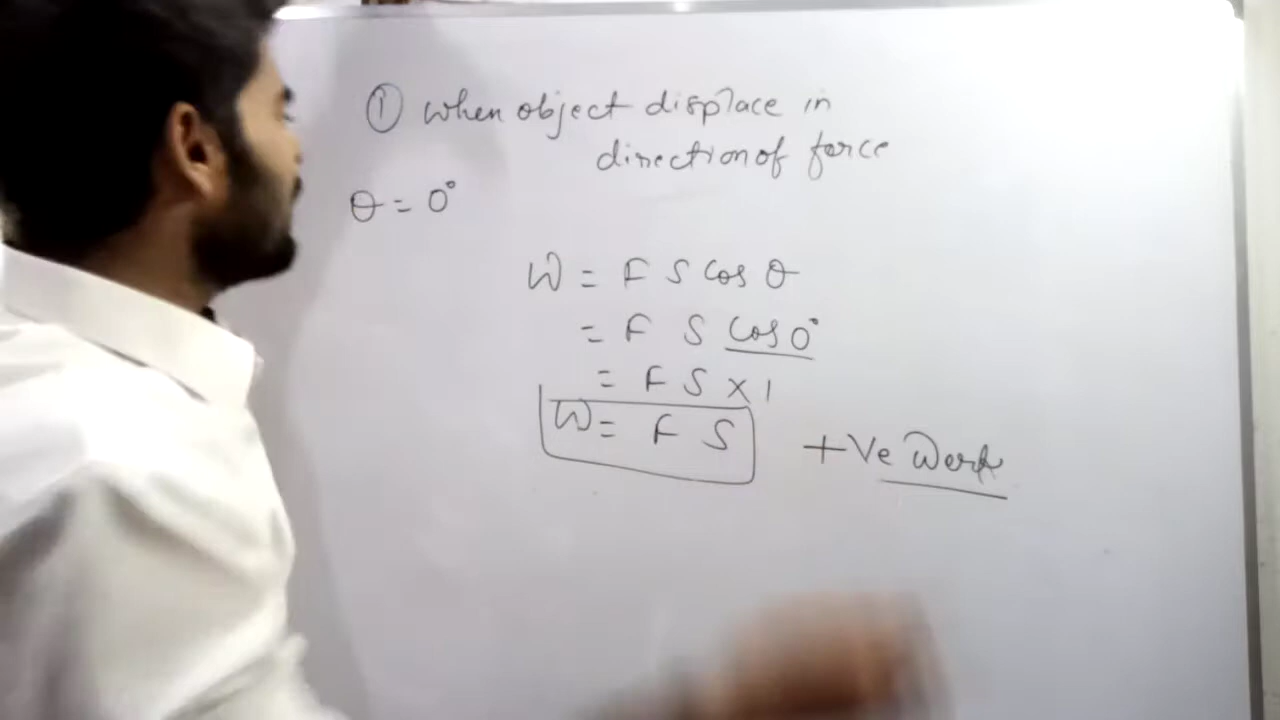 ① When object displace in
direction of force
θ = 0°
W = F S Cos θ
= F S Cos 0°
= F S × 1
W = F S
+Ve Work